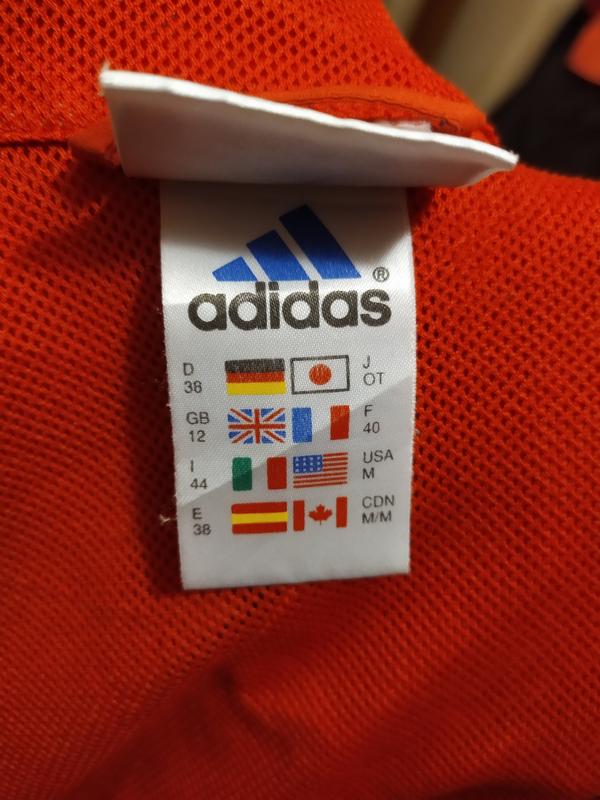 adidas®
D
38
J
OT
GB
12
F
40
I
44
USA
M
E
38
CDN
M/M